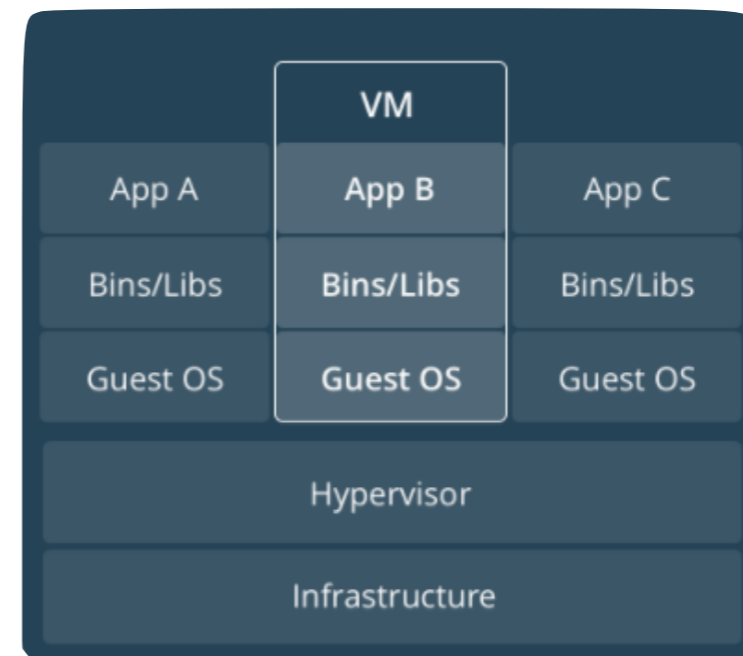 VM
App A App B App C
Bins/Libs Bins/Libs Bins/Libs
Guest OS Guest OS Guest OS
Hypervisor
Infrastructure